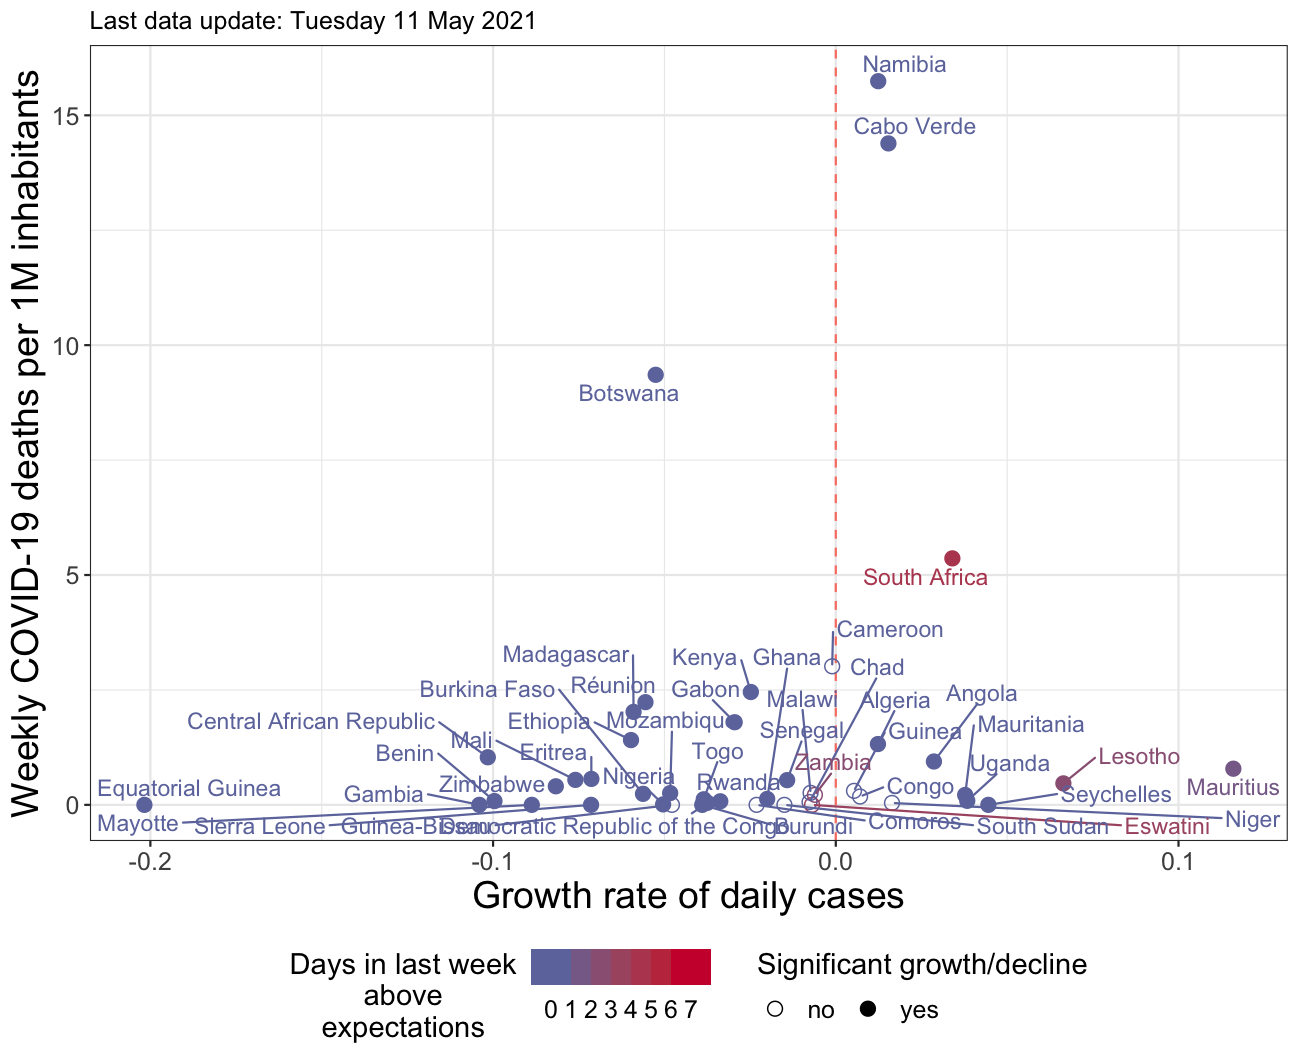 Last data update: Tuesday 11 May 2021
Weekly COVID-19 deaths per 1M inhabitants
15
10
5
0
Namibia
Cabo Verde
Botswana
South Africa
Cameroon
Madagascar
Kenya
Ghana
Chad
Burkina Faso
Réunion
Gabon
Malawi
Algeria
Angola
Central African Republic
Ethiopia
Mozambique
Senegal
Guinea
Mauritania
Mali
Benin
Eritrea
Togo
Zambia
Uganda
Lesotho
Equatorial Guinea
Gambia
Zimbabwe
Nigeria
Rwanda
Congo
Seychelles
Mauritius
Mayotte
Sierra Leone
Guinea-Bissau
Democratic Republic of the Congo
Burundi
Comoros
South Sudan
Eswatini
Niger
-0.2
-0.1
0.0
0.1
Growth rate of daily cases
Days in last week
above
expectations
0 1 2 3 4 5 6 7
Significant growth/decline
no
yes